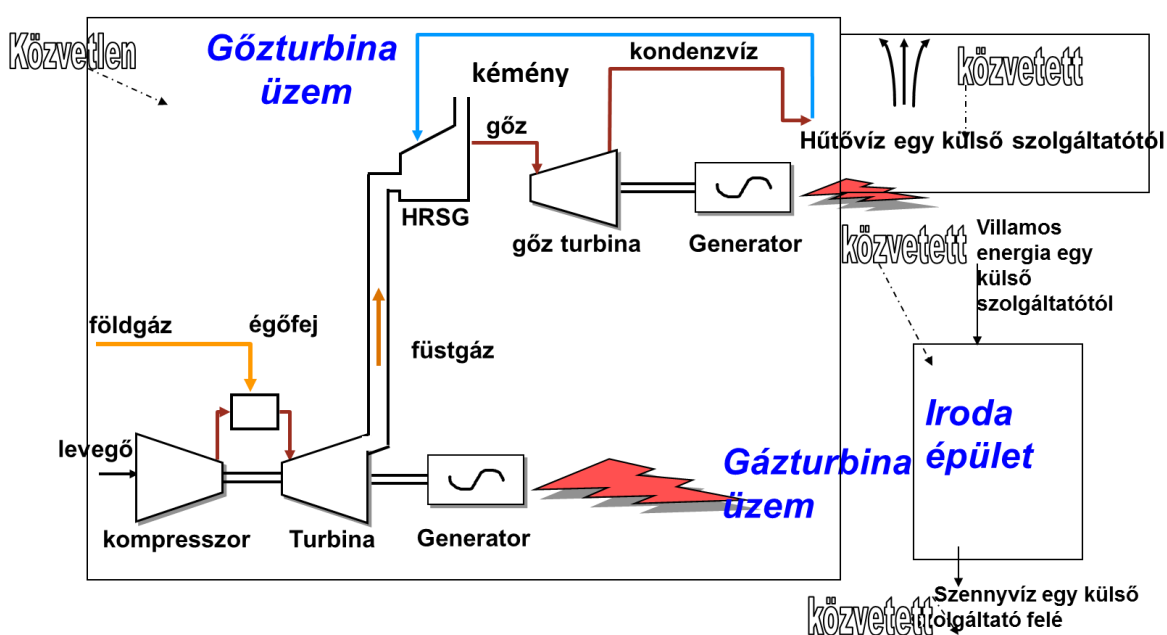 Közvetlen
Gőzturbina
üzem
kémény
kondenzvíz
közvetett
gőz
Hűtővíz egy külső szolgáltatótól
HRSG
gőz turbina
Generator
közvetett
Villamos
energia egy
külső
szolgáltatótól
földgáz
égőfej
füstgáz
levegő
Iroda
épület
Gázturbina
üzem
kompresszor
Turbina
Generator
Szennyvíz egy külső
közvetett
olgáltató felé